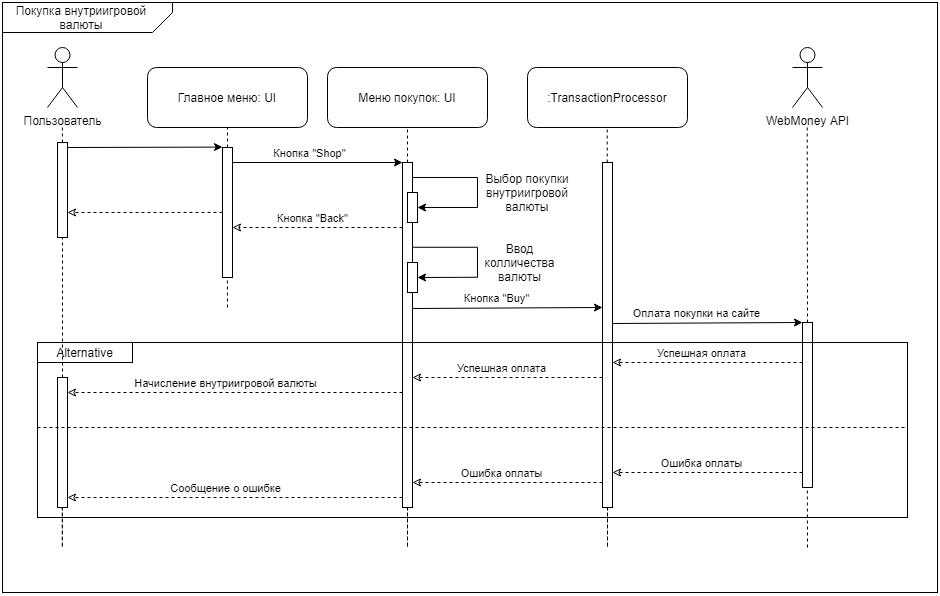 Покупка внутриигровой
валюты
Пользователь
Главное меню: UI
Меню покупок: UI
:TransactionProcessor
WebMoney API
Кнопка "Shop"
Выбор покупки
внутриигровой
валюты
Кнопка "Back"
Ввод
колличества
валюты
Кнопка "Buy"
Оплата покупки на сайте
Alternative
Успешная оплата
Успешная оплата
Начисление внутриигровой валюты
Ошибка оплаты
Ошибка оплаты
Сообщение о ошибке